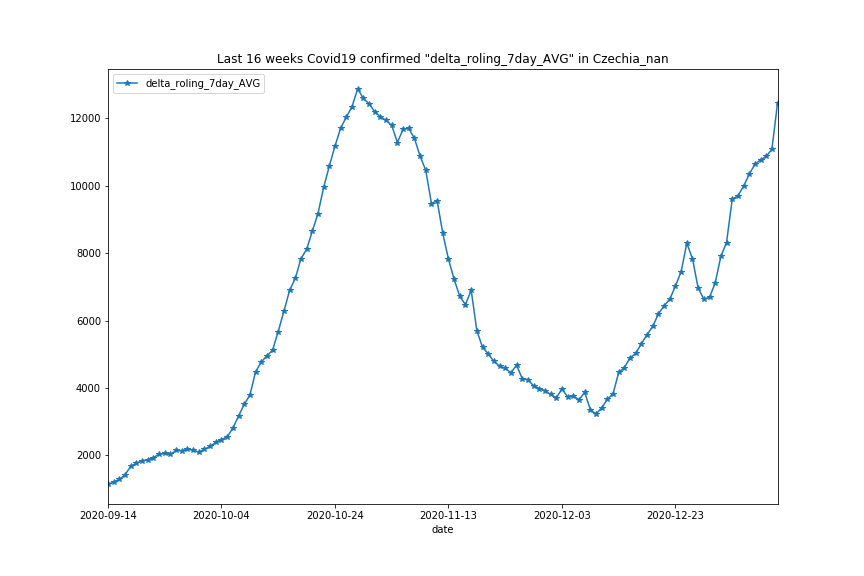 Last 16 weeks Covid19 confirmed "delta_roling_7day_AVG" in Czechia_nan
delta_roling_7day_AVG
12000
10000
8000
6000
4000
2000
2020-09-14 2020-10-04 2020-10-24 2020-11-13 2020-12-03 2020-12-23
date